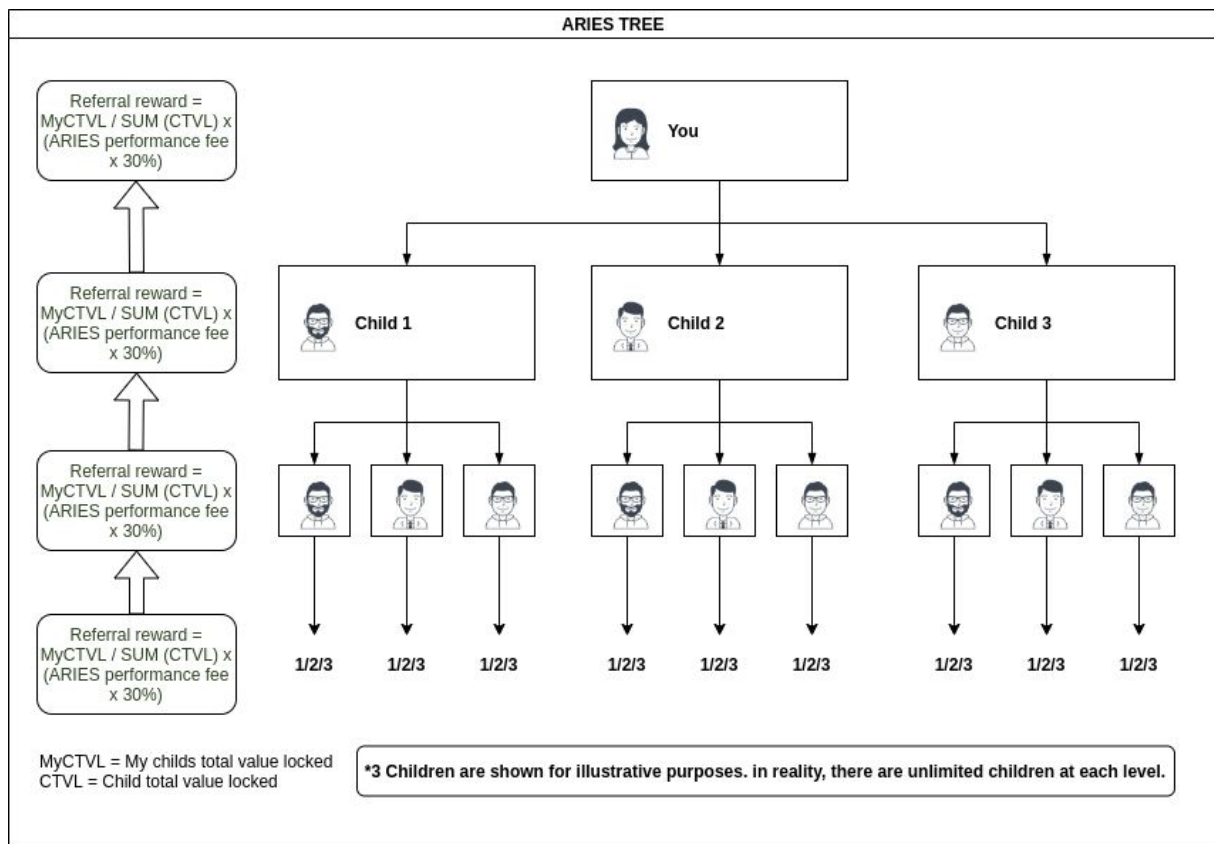 ARIES TREE
Referral reward =
MyCTVL / SUM (CTVL) x
(ARIES performance fee
x 30%)
You
Referral reward =
MyCTVL / SUM (CTVL) x
(ARIES performance fee
x 30%)
Child 1
Child 2
Child 3
Referral reward =
MyCTVL / SUM (CTVL) x
(ARIES performance fee
x 30%)
Referral reward =
MyCTVL / SUM (CTVL) x
(ARIES performance fee
x 30%)
1/2/3
1/2/3
1/2/3
1/2/3
1/2/3
1/2/3
1/2/3
1/2/3
1/2/3
MyCTVL = My childs total value locked
CTVL = Child total value locked
*3 Children are shown for illustrative purposes. in reality, there are unlimited children at each level.